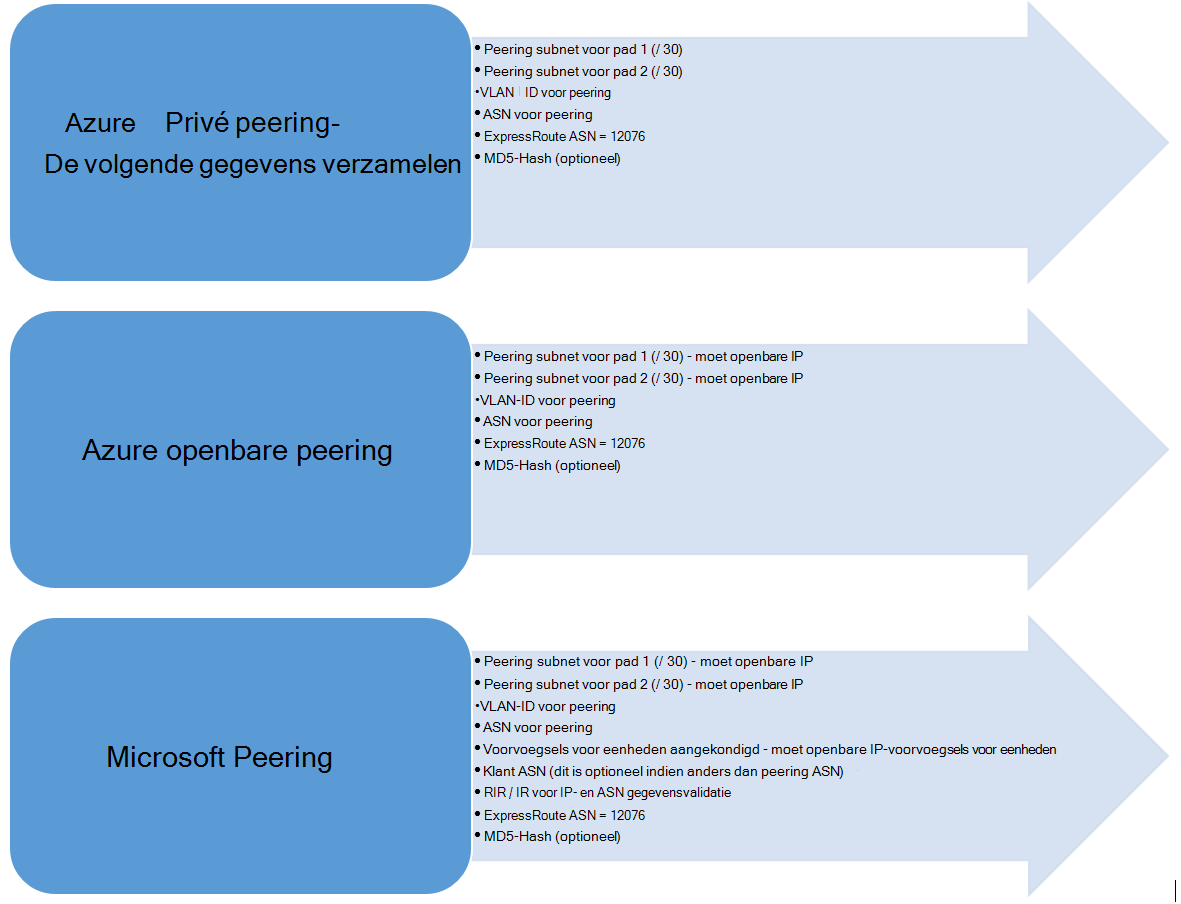 Azure Privé peering-
De volgende gegevens verzamelen
• Peering subnet voor pad 1 (/ 30)
• Peering subnet voor pad 2 (/ 30)
•VLAN ID voor peering
• ASN voor peering
• ExpressRoute ASN = 12076
• MD5-Hash (optioneel)
Azure openbare peering
• Peering subnet voor pad 1 (/ 30) - moet openbare IP
• Peering subnet voor pad 2 (/ 30) - moet openbare IP
•VLAN-ID voor peering
• ASN voor peering
• ExpressRoute ASN = 12076
• MD5-Hash (optioneel)
Microsoft Peering
• Peering subnet voor pad 1 (/ 30) - moet openbare IP
• Peering subnet voor pad 2 (/ 30) - moet openbare IP
•VLAN-ID voor peering
• ASN voor peering
• Voorvoegsels voor eenheden aangekondigd - moet openbare IP-voorvoegsels voor eenheden
• Klant ASN (dit is optioneel indien anders dan peering ASN)
• RIR / IR voor IP- en ASN gegevensvalidatie
• ExpressRoute ASN = 12076
• MD5-Hash (optioneel)